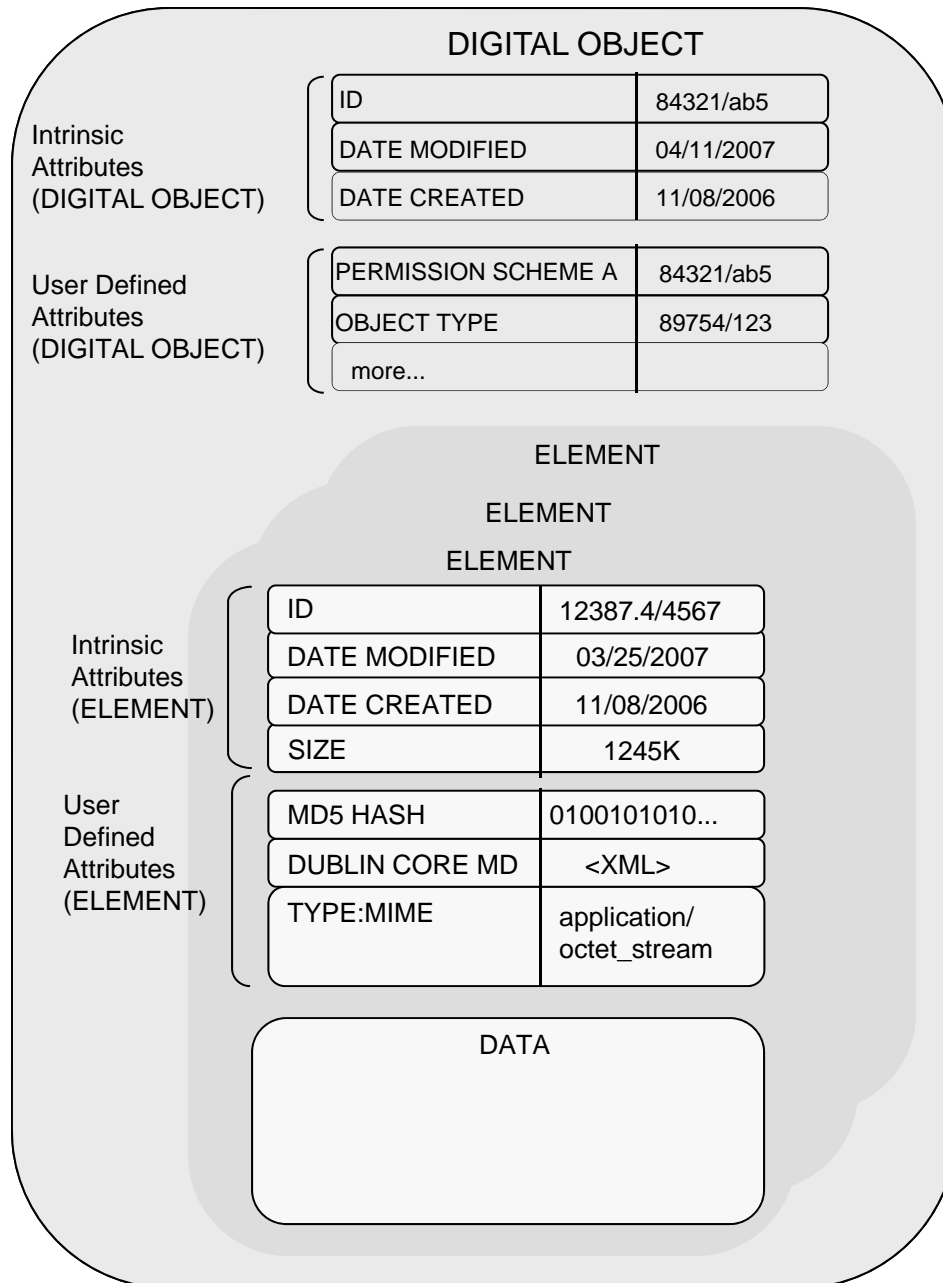 DIGITAL OBJECT
Intrinsic
Attributes
(DIGITAL OBJECT)
ID 84321/ab5
DATE MODIFIED 04/11/2007
DATE CREATED 11/08/2006
User Defined
Attributes
(DIGITAL OBJECT)
PERMISSION SCHEME A 84321/ab5
OBJECT TYPE 89754/123
more...
ELEMENT
ELEMENT
ELEMENT
Intrinsic
Attributes
(ELEMENT)
ID 12387.4/4567
DATE MODIFIED 03/25/2007
DATE CREATED 11/08/2006
SIZE 1245K
User
Defined
Attributes
(ELEMENT)
MD5 HASH 0100101010...
DUBLIN CORE MD <XML>
TYPE:MIME application/
octet_stream
DATA